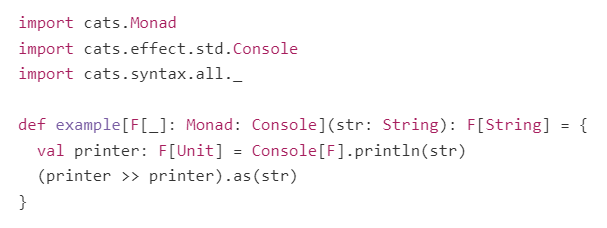 import cats.Monad
import cats.effect.std.Console
import cats.syntax.all._

def example[F[_]: Monad: Console](str: String): F[String] = {
  val printer: F[Unit] = Console[F].println(str)
  (printer >> printer).as(str)
}